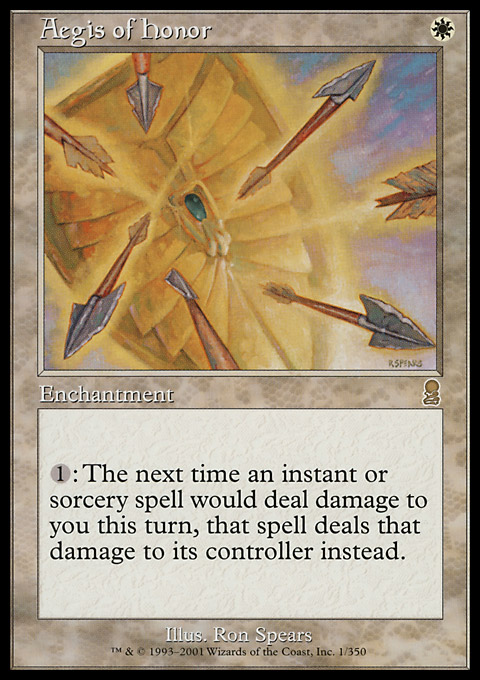 Aegis of Honor
R.SPEARS
Enchantment
1: The next time an instant or
sorcery spell would deal damage to
you this turn, that spell deals that
damage to its controller instead.
Illus. Ron Spears
™ & © 1993–2001 Wizards of the Coast, Inc. 1/350